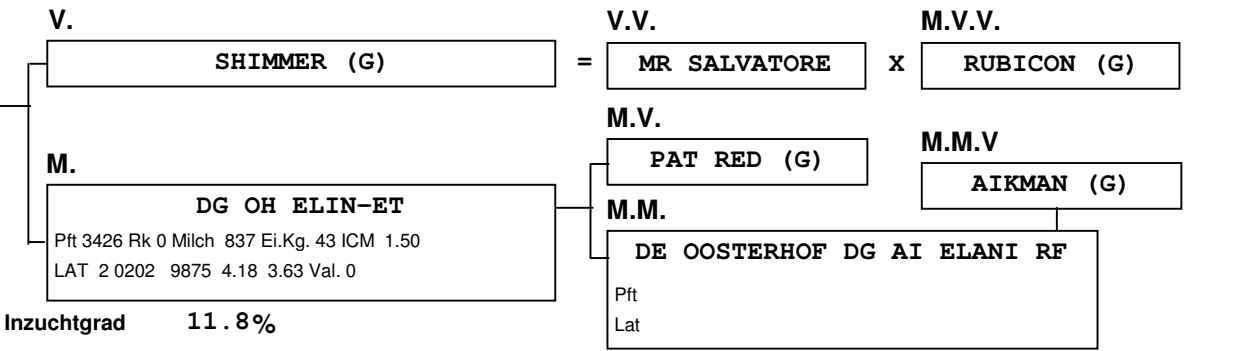 V.
V.V.
M.V.V.
SHIMMER (G)
=
MR SALVATORE
X
RUBICON (G)
M.V.
M.M.V
PAT RED (G)
AIKMAN (G)
M.
DG OH ELIN-ET
Pft 3426 Rk 0 Milch 837 Ei.Kg. 43 ICM 1.50
LAT 2 0202 9875 4.18 3.63 Val. 0
M.M.
DE OOSTERHOF DG AI ELANI RF
Pft
Lat
Inzuchtgrad 11.8%